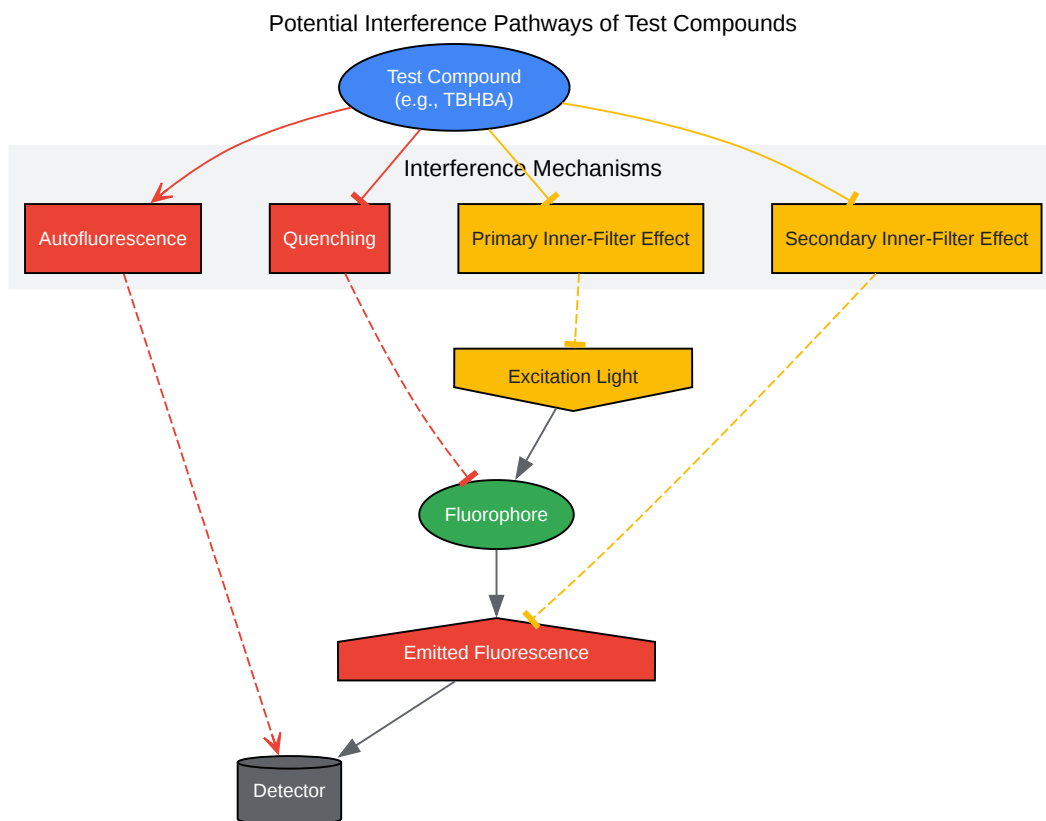 Potential Interference Pathways of Test Compounds
Test Compound
(e.g., TBHBA)
Interference Mechanisms
Autofluorescence
Quenching
Primary Inner-Filter Effect
Secondary Inner-Filter Effect
Excitation Light
Fluorophore
Emitted Fluorescence
Detector